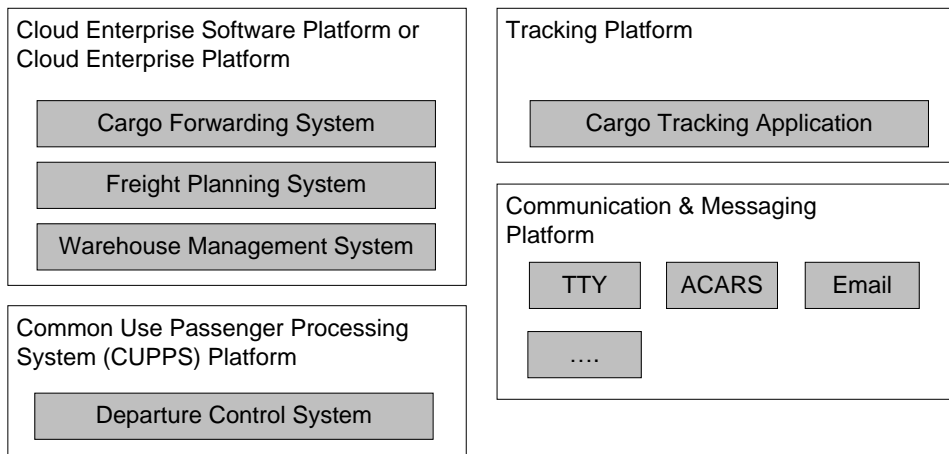 Cloud Enterprise Software Platform or
Cloud Enterprise Platform
Cargo Forwarding System
Freight Planning System
Warehouse Management System
Common Use Passenger Processing
System (CUPPS) Platform
Departure Control System
Tracking Platform
Cargo Tracking Application
Communication & Messaging
Platform
TTY
ACARS
Email
....